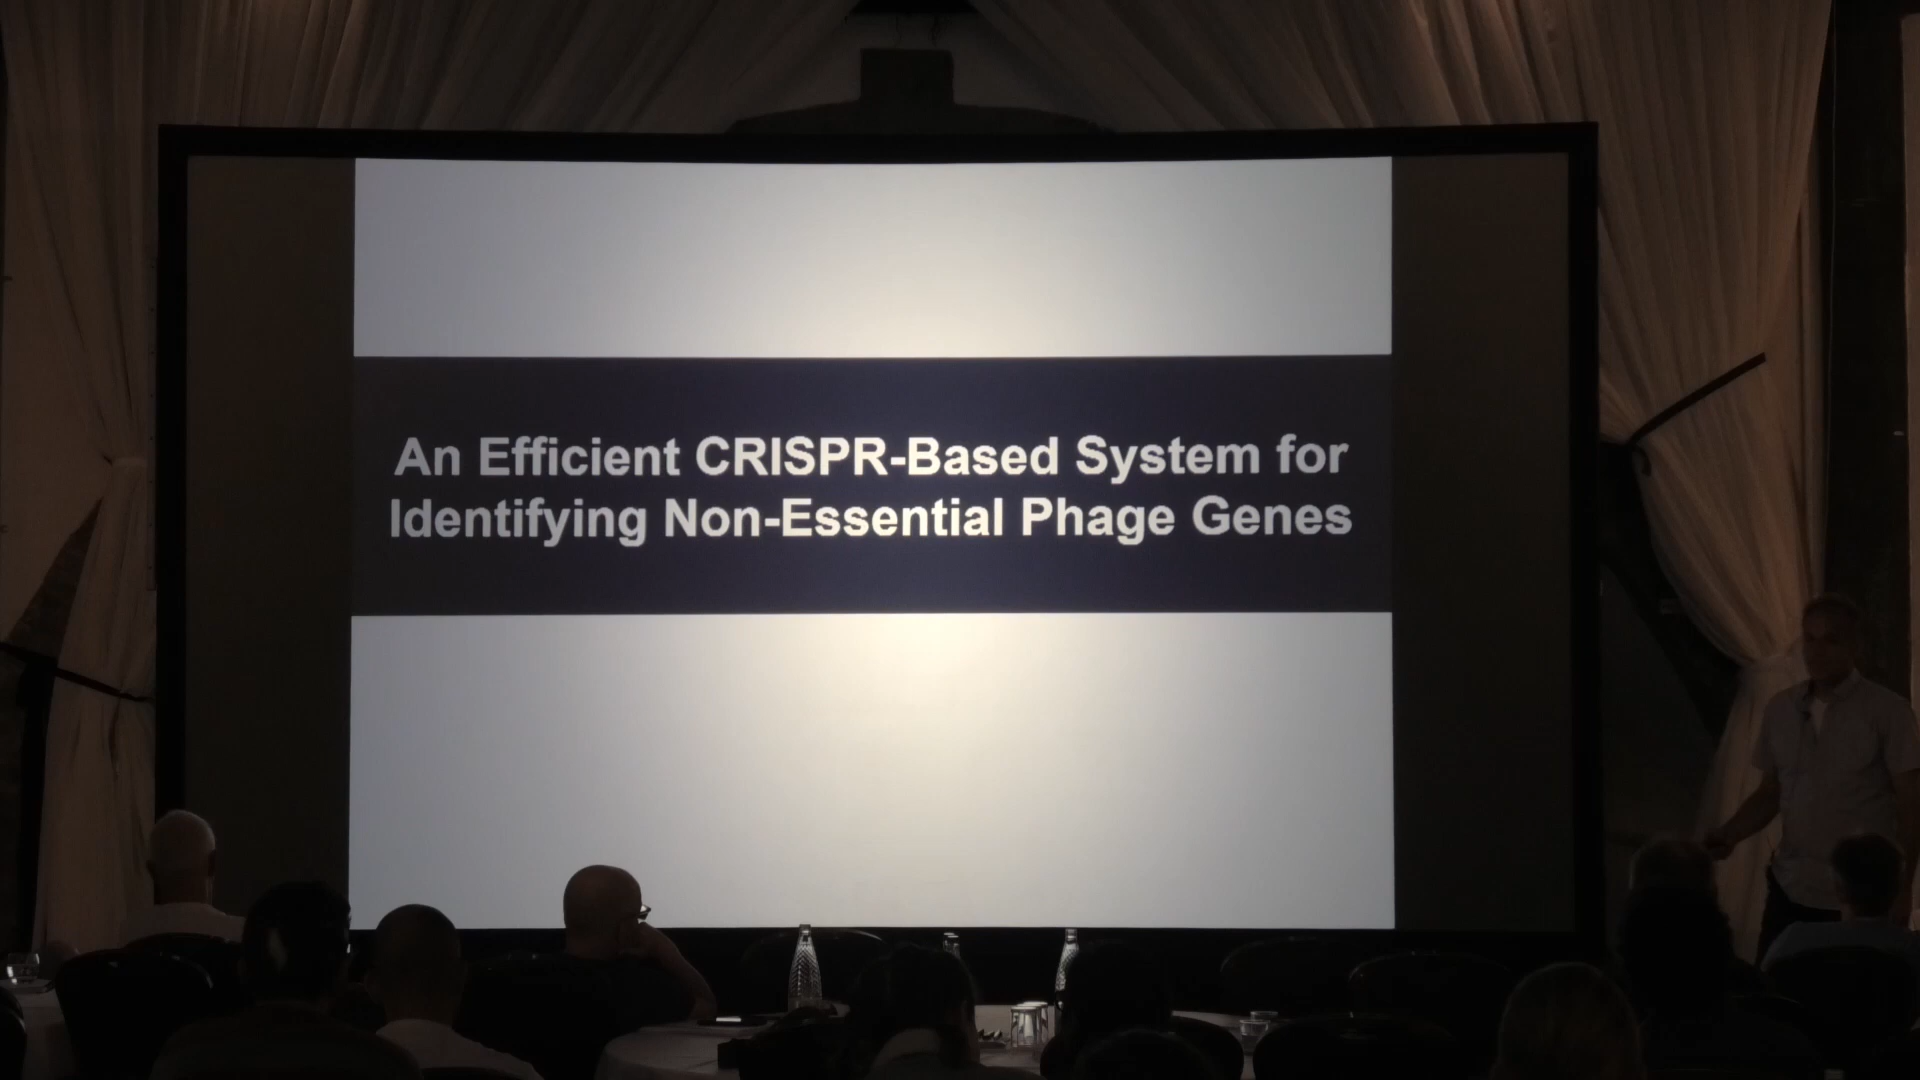 An Efficient CRISPR-Based System for
Identifying Non-Essential Phage Genes